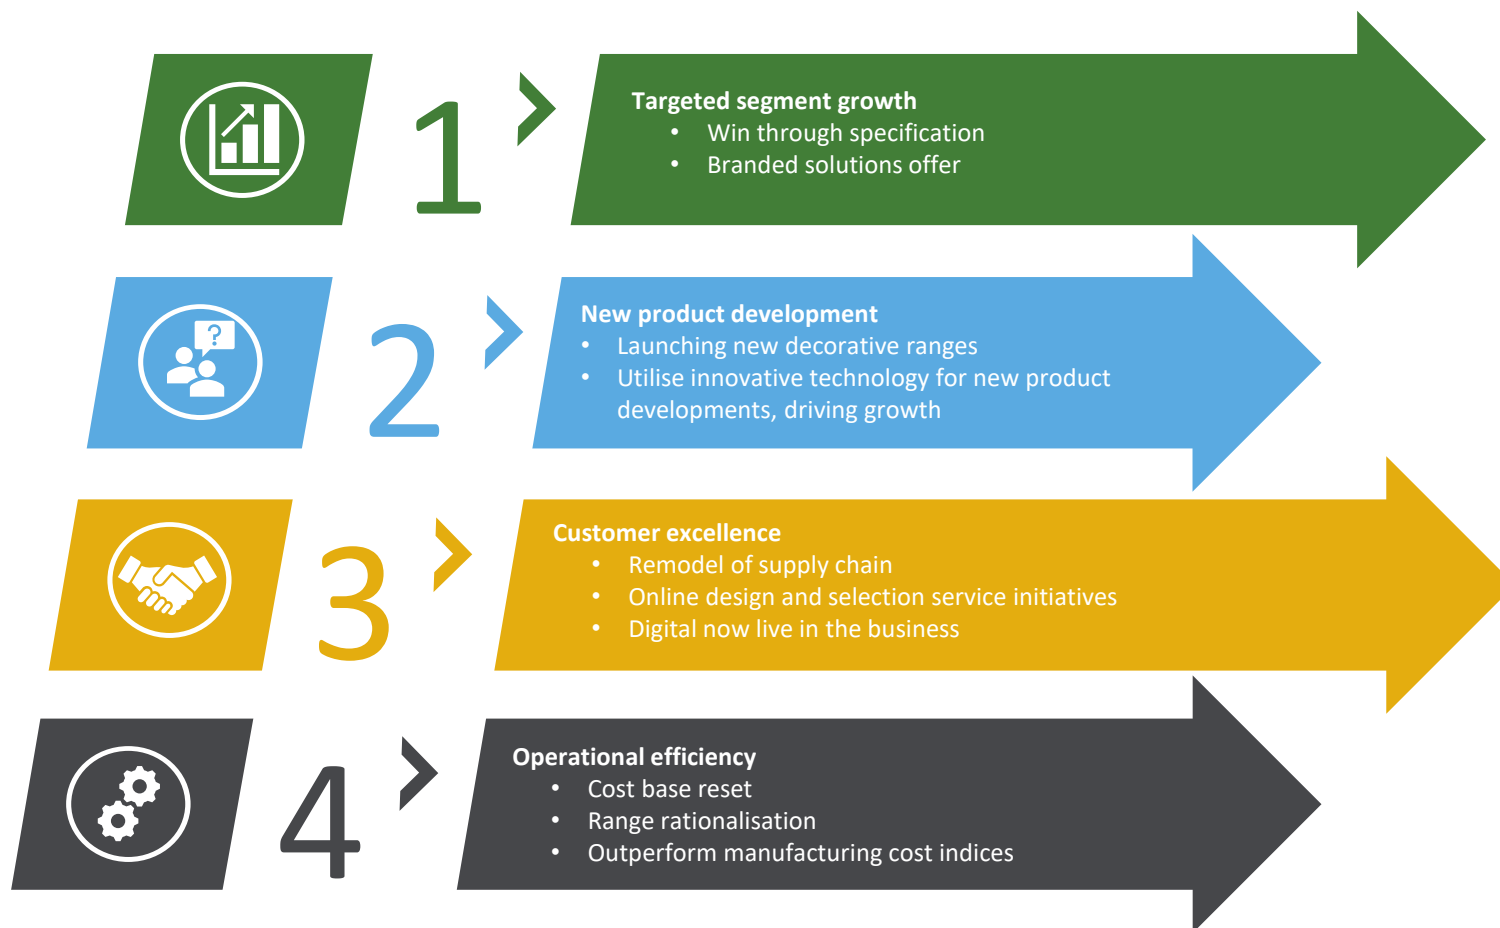 1
Targeted segment growth
• Win through specification
• Branded solutions offer
2
?
New product development
• Launching new decorative ranges
• Utilise innovative technology for new product
developments, driving growth
3
Customer excellence
• Remodel of supply chain
• Online design and selection service initiatives
• Digital now live in the business
4
Operational efficiency
• Cost base reset
• Range rationalisation
• Outperform manufacturing cost indices